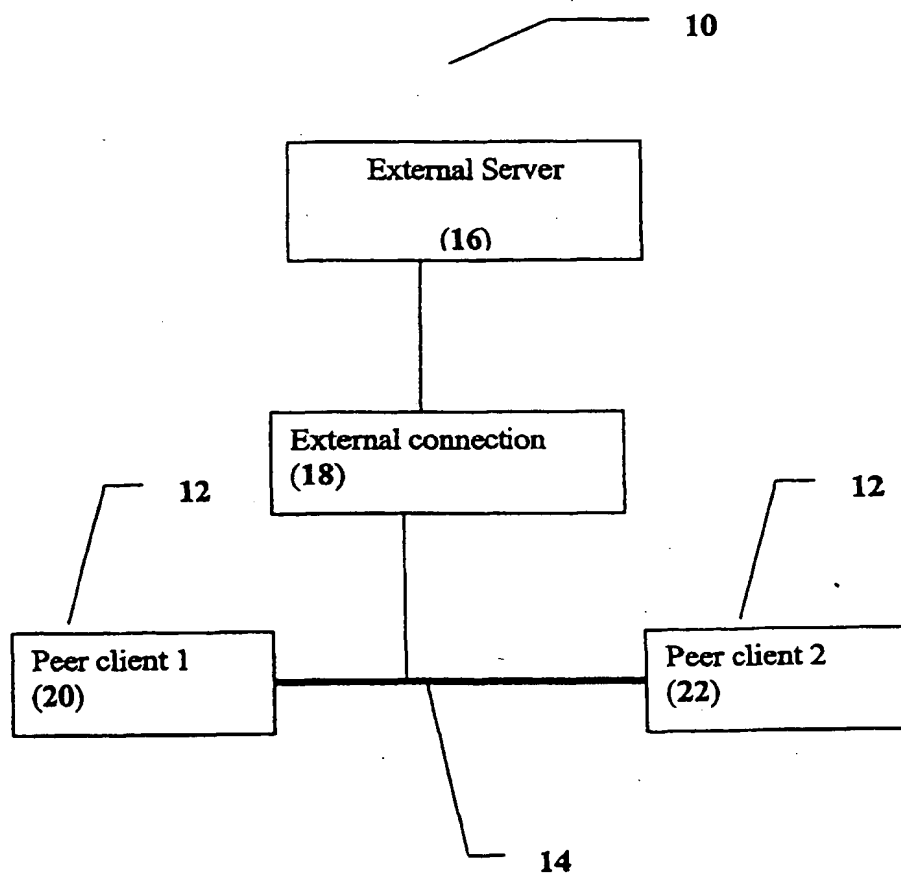 10
External Server
(16)
External connection
(18)
12
12
Peer client 1
(20)
Peer client 2
(22)
14